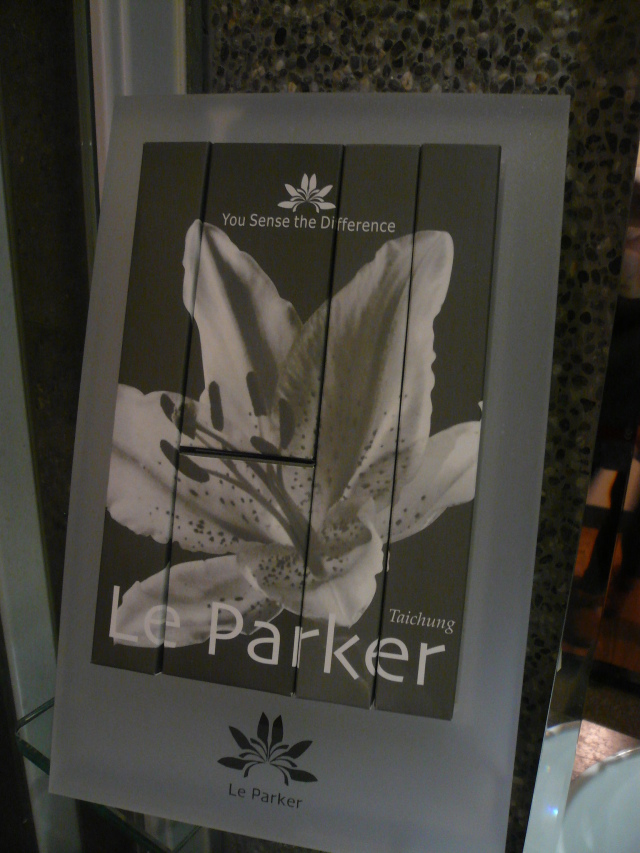 You Sense the Difference
Taichung
Le Parker
Le Parker